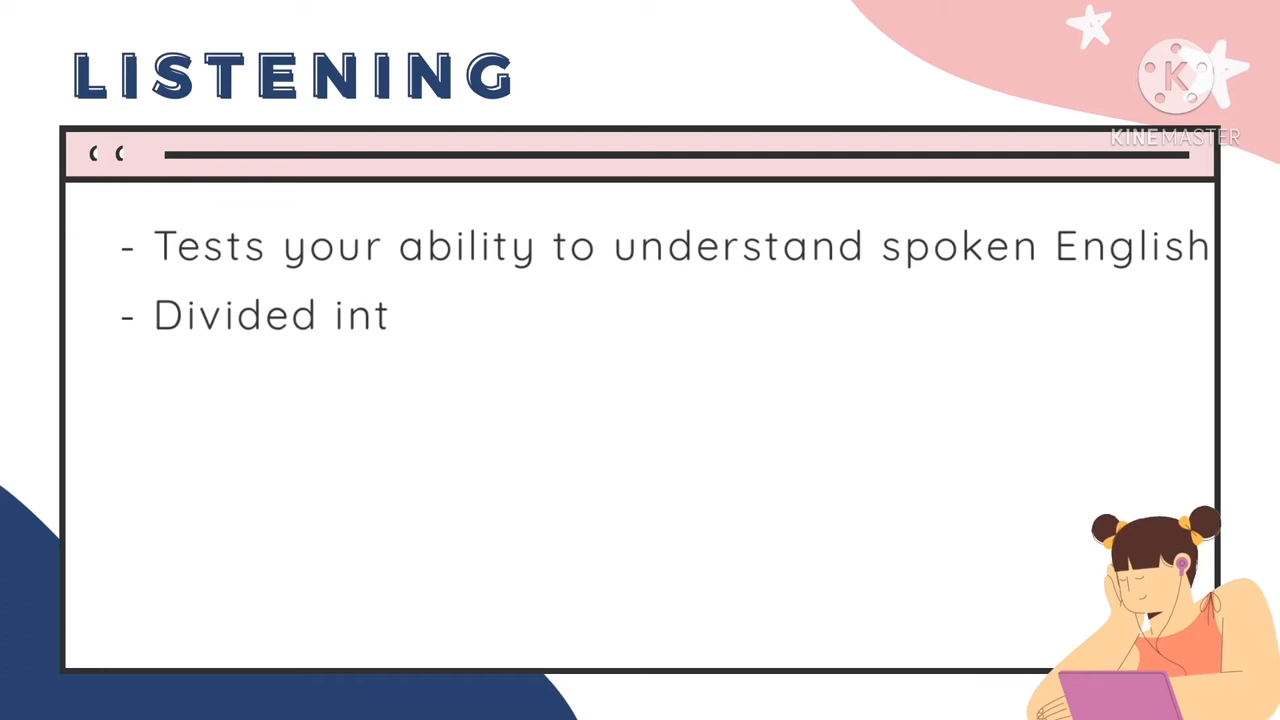 LISTENING
KINEMASTER
- Tests your ability to understand spoken English
- Divided int